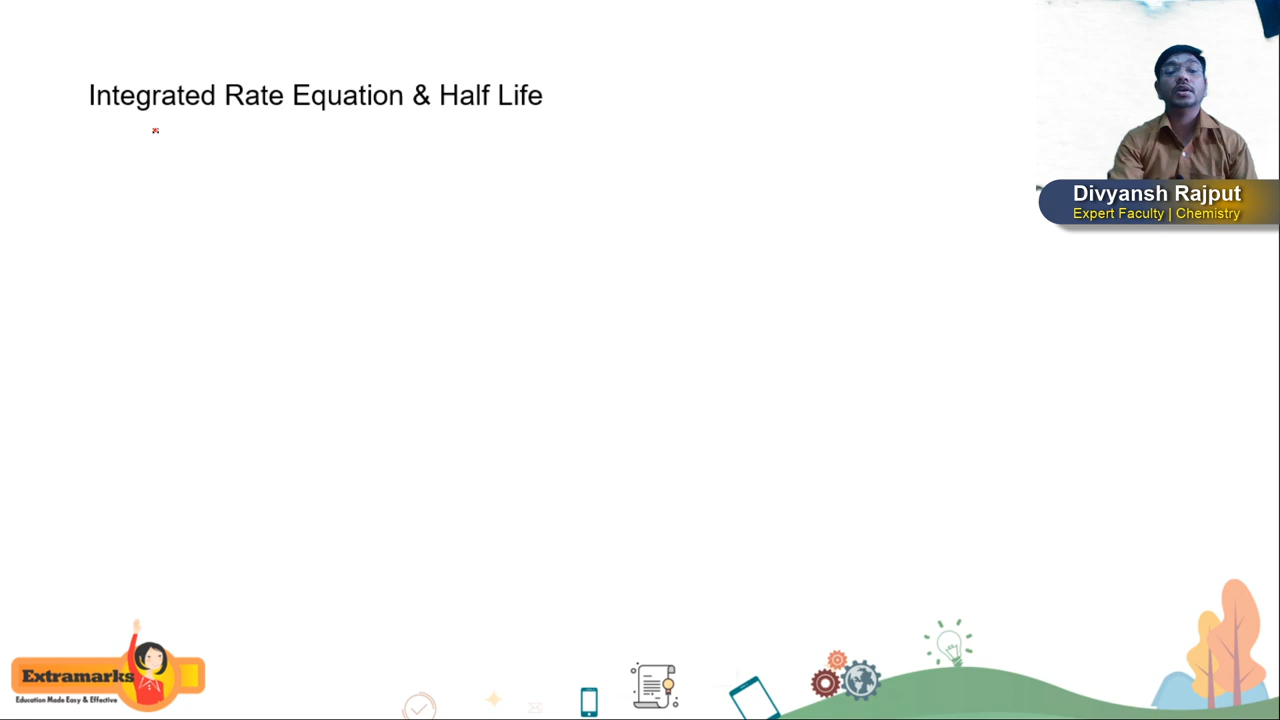 Integrated Rate Equation & Half Life
Divyansh Rajput
Expert Faculty | Chemistry
Extramarks
Education Made Easy & Effective